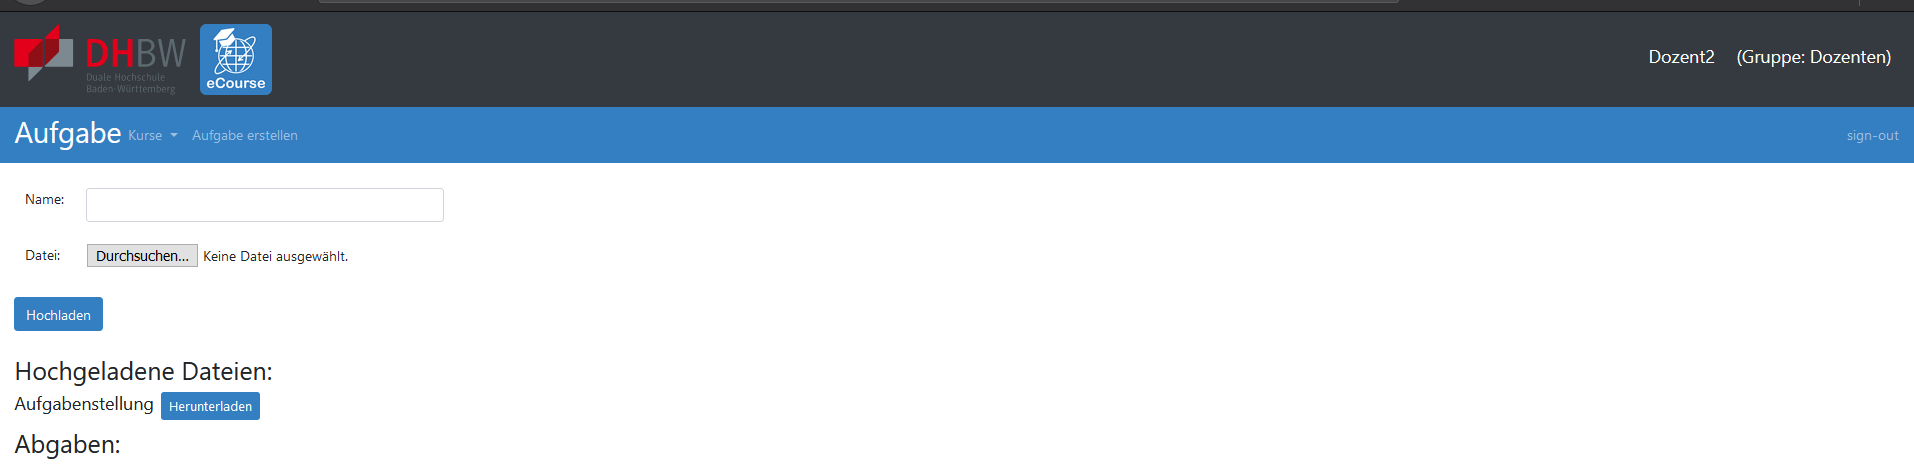 DHBW
Duale Hochschule
Baden-Württemberg
eCourse
Dozent2 (Gruppe: Dozenten)
Aufgabe Kurse Aufgabe erstellen sign-out
Name:
Datei: Durchsuchen... Keine Datei ausgewählt.
Hochladen
Hochgeladene Dateien:
Aufgabenstellung Herunterladen
Abgaben: